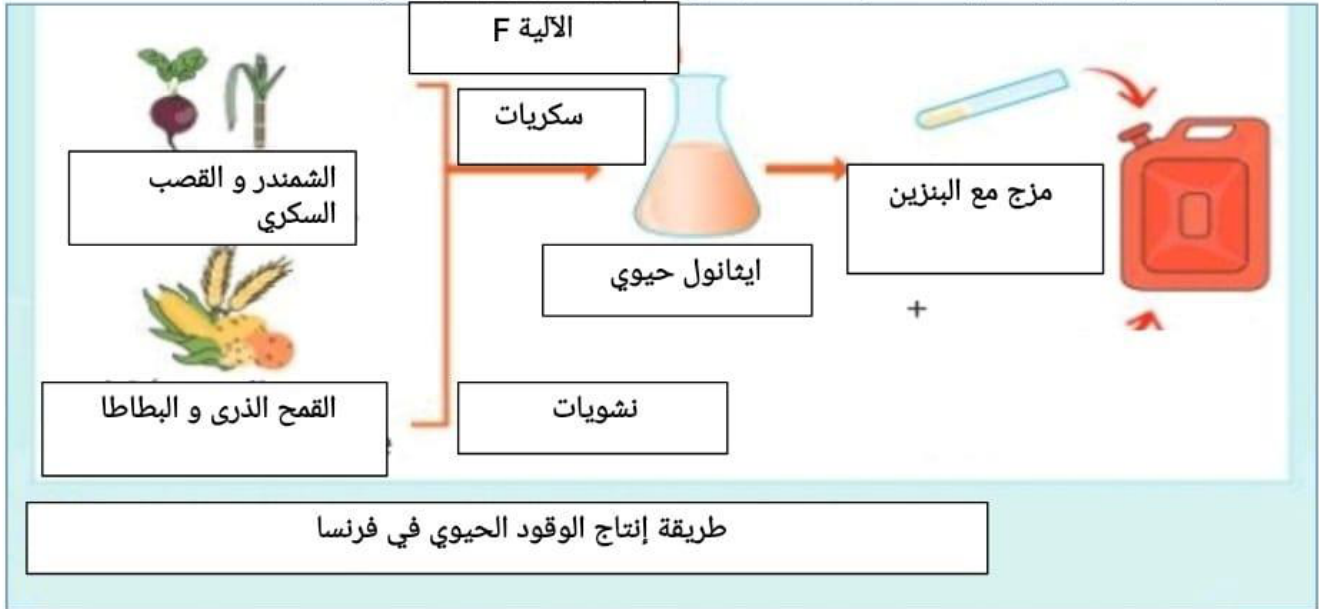 الآلية F
سكريات
الشمندر و القصب
السكري
مزج مع البنزين
ايثانول حيوي
+
القمح الذرى و البطاطا
نشويات
طريقة إنتاج الوقود الحيوي في فرنسا